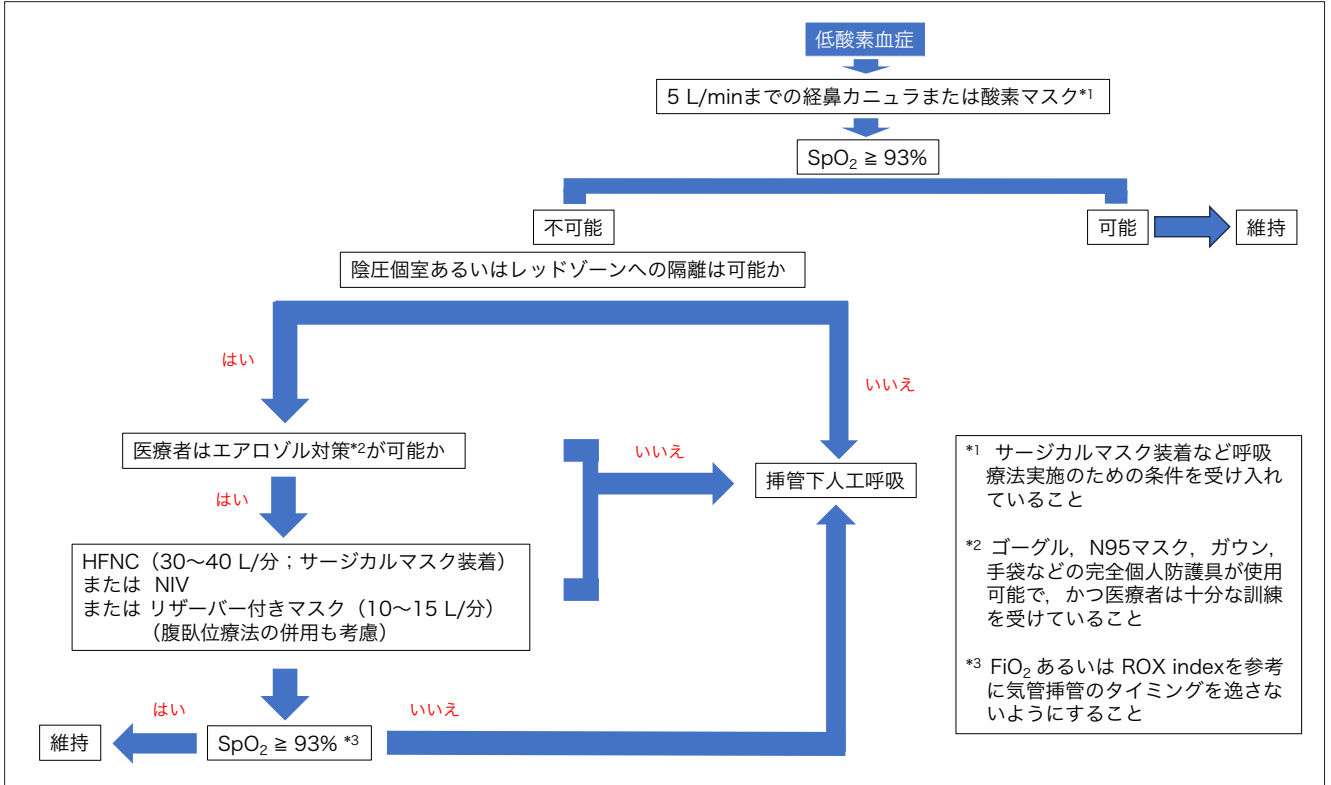 低酸素血症
5 L/minまでの経鼻カニュラまたは酸素マスク*1
SpO2 ≧ 93%
不可能
可能
維持
陰圧個室あるいはレッドゾーンへの隔離は可能か
はい
いいえ
医療者はエアロゾル対策*2が可能か
いいえ
挿管下人工呼吸
はい
HFNC（30〜40 L/分；サージカルマスク装着）
または NIV
または リザーバー付きマスク（10〜15 L/分）
（腹臥位療法の併用も考慮）
はい
いいえ
維持
SpO2 ≧ 93% *3
*1 サージカルマスク装着など呼吸
療法実施のための条件を受け入れ
ていること
*2 ゴーグル，N95マスク，ガウン，
手袋などの完全個人防護具が使用
可能で，かつ医療者は十分な訓練
を受けていること
*3 FiO2 あるいは ROX indexを参考
に気管挿管のタイミングを逸さな
いようにすること